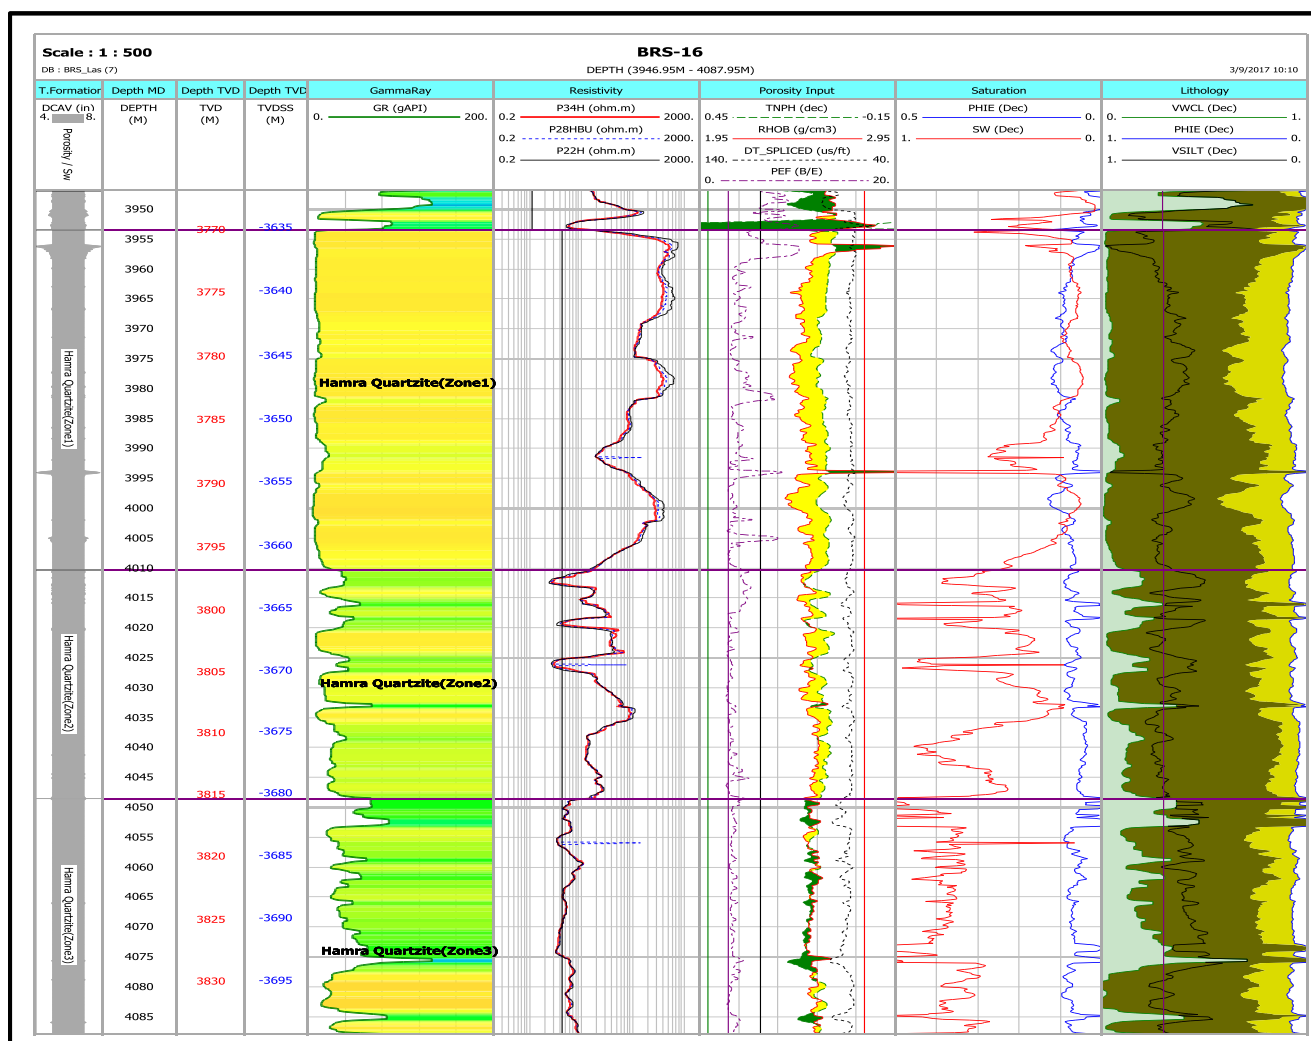 Scale : 1 : 500
BRS-16
DB : BRS_Las (7)
DEPTH (3946.95M - 4087.95M)
3/9/2017 10:10
T.Formation Depth MD Depth TVD Depth TVD GammaRay Resistivity Porosity Input Saturation Lithology
DCAV (in) DEPTH TVD TVDSS GR (gAPI) P34H (ohm.m) TNPH (dec) PHIE (Dec) VWCL (Dec)
4. 8. (M) (M) (M) 0. 200. 0.2 2000. 0.45 -0.15 0.5 0. 0. 1.
P28HBU (ohm.m) RHOB (g/cm3) SW (Dec) PHIE (Dec)
0.2 2000. 1.95 2.95 1. 0. 1. 0.
P22H (ohm.m) DT_SPLICED (us/ft) VSILT (Dec)
0.2 2000. 140. 40. 1. 0.
PEF (B/E)
0. 20.
Porosity / Sw
3950
3770 -3635
3955
3960
3775 -3640
3965
3970
3780 -3645
3975
Hamra Quartzite(Zone1)
3980
Hamra Quartzite(Zone1)
3985
3785 -3650
3990
3995
3790 -3655
4000
4005
3795 -3660
4010
4015
3800 -3665
4020
4025
3805 -3670
Hamra Quartzite(Zone2)
4030
Hamra Quartzite(Zone2)
4035
3810 -3675
4040
4045
3815 -3680
4050
4055
3820 -3685
4060
4065
3825 -3690
4070
Hamra Quartzite(Zone3)
Hamra Quartzite(Zone3)
4075
3830 -3695
4080
4085